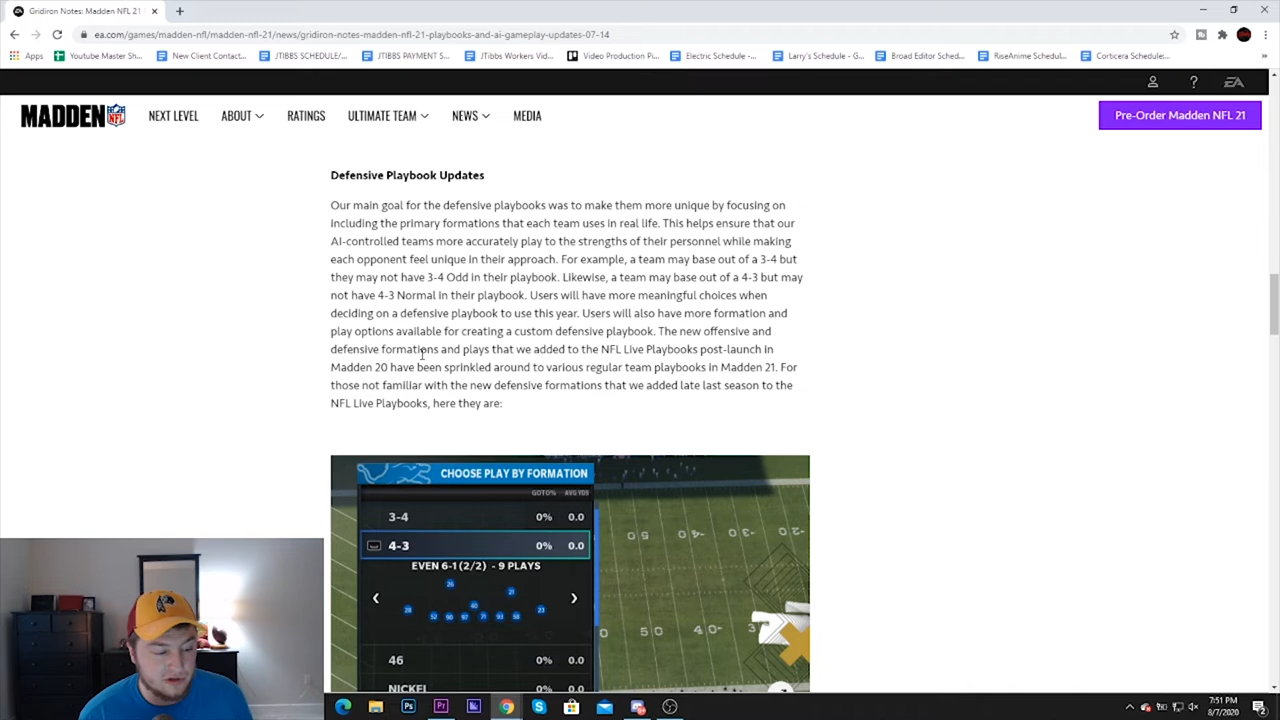 Gridiron Notes: Madden NFL 21
ea.com/games/madden-nfl/madden-nfl-21/news/gridiron-notes-madden-nfl-21-playbooks-and-ai-gameplay-updates-07-14
Apps Youtube Master Sh... New Client Contact... JTIBBS SCHEDULE/... JTIBBS PAYMENT S... JTibbs Workers Vid... Video Production Pi... Electric Schedule -... Larry's Schedule - G... Broad Editor Sched... RiseAnime Schedul... Corticera Schedule:...
EA
MADDEN NFL NEXT LEVEL ABOUT RATINGS ULTIMATE TEAM NEWS MEDIA Pre-Order Madden NFL 21
Defensive Playbook Updates
Our main goal for the defensive playbooks was to make them more unique by focusing on
including the primary formations that each team uses in real life. This helps ensure that our
AI-controlled teams more accurately play to the strengths of their personnel while making
each opponent feel unique in their approach. For example, a team may base out of a 3-4 but
they may not have 3-4 Odd in their playbook. Likewise, a team may base out of a 4-3 but may
not have 4-3 Normal in their playbook. Users will have more meaningful choices when
deciding on a defensive playbook to use this year. Users will also have more formation and
play options available for creating a custom defensive playbook. The new offensive and
defensive formations and plays that we added to the NFL Live Playbooks post-launch in
Madden 20 have been sprinkled around to various regular team playbooks in Madden 21. For
those not familiar with the new defensive formations that we added late last season to the
NFL Live Playbooks, here they are:
CHOOSE PLAY BY FORMATION
GOTO% AVG YDS
3-4 0% 0.0
4-3 0% 0.0
EVEN 6-1 (2/2) - 9 PLAYS
46 0% 0.0
NICKEL 0% 0.0
7:51 PM
8/7/2020